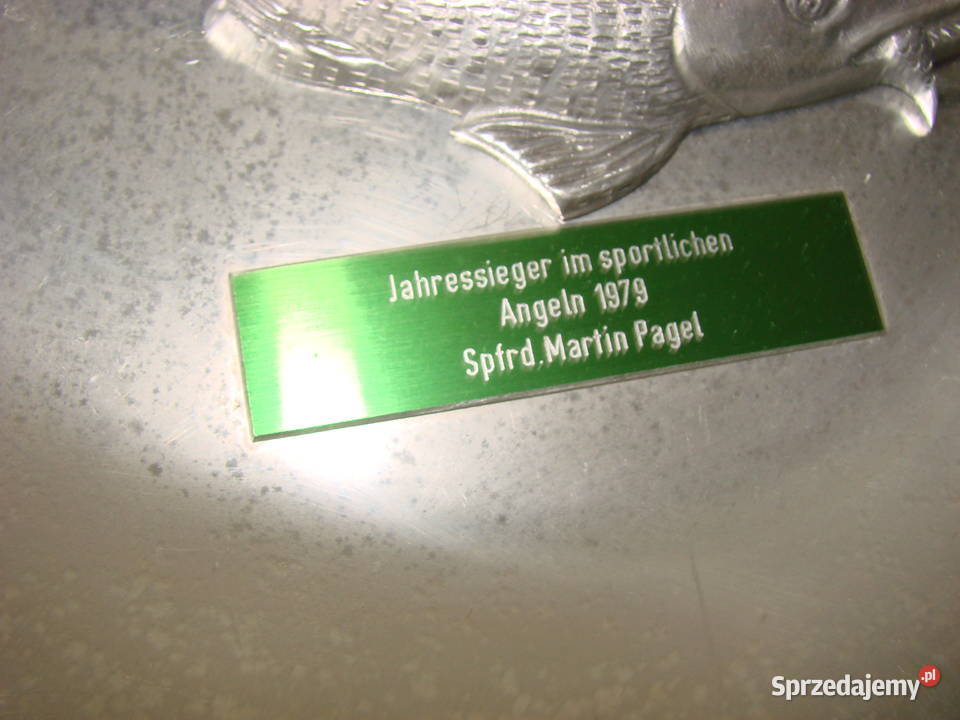 Jahressieger im sportlichen
Angeln 1979
Spfrd. Martin Pagel
Sprzedajemy.pl